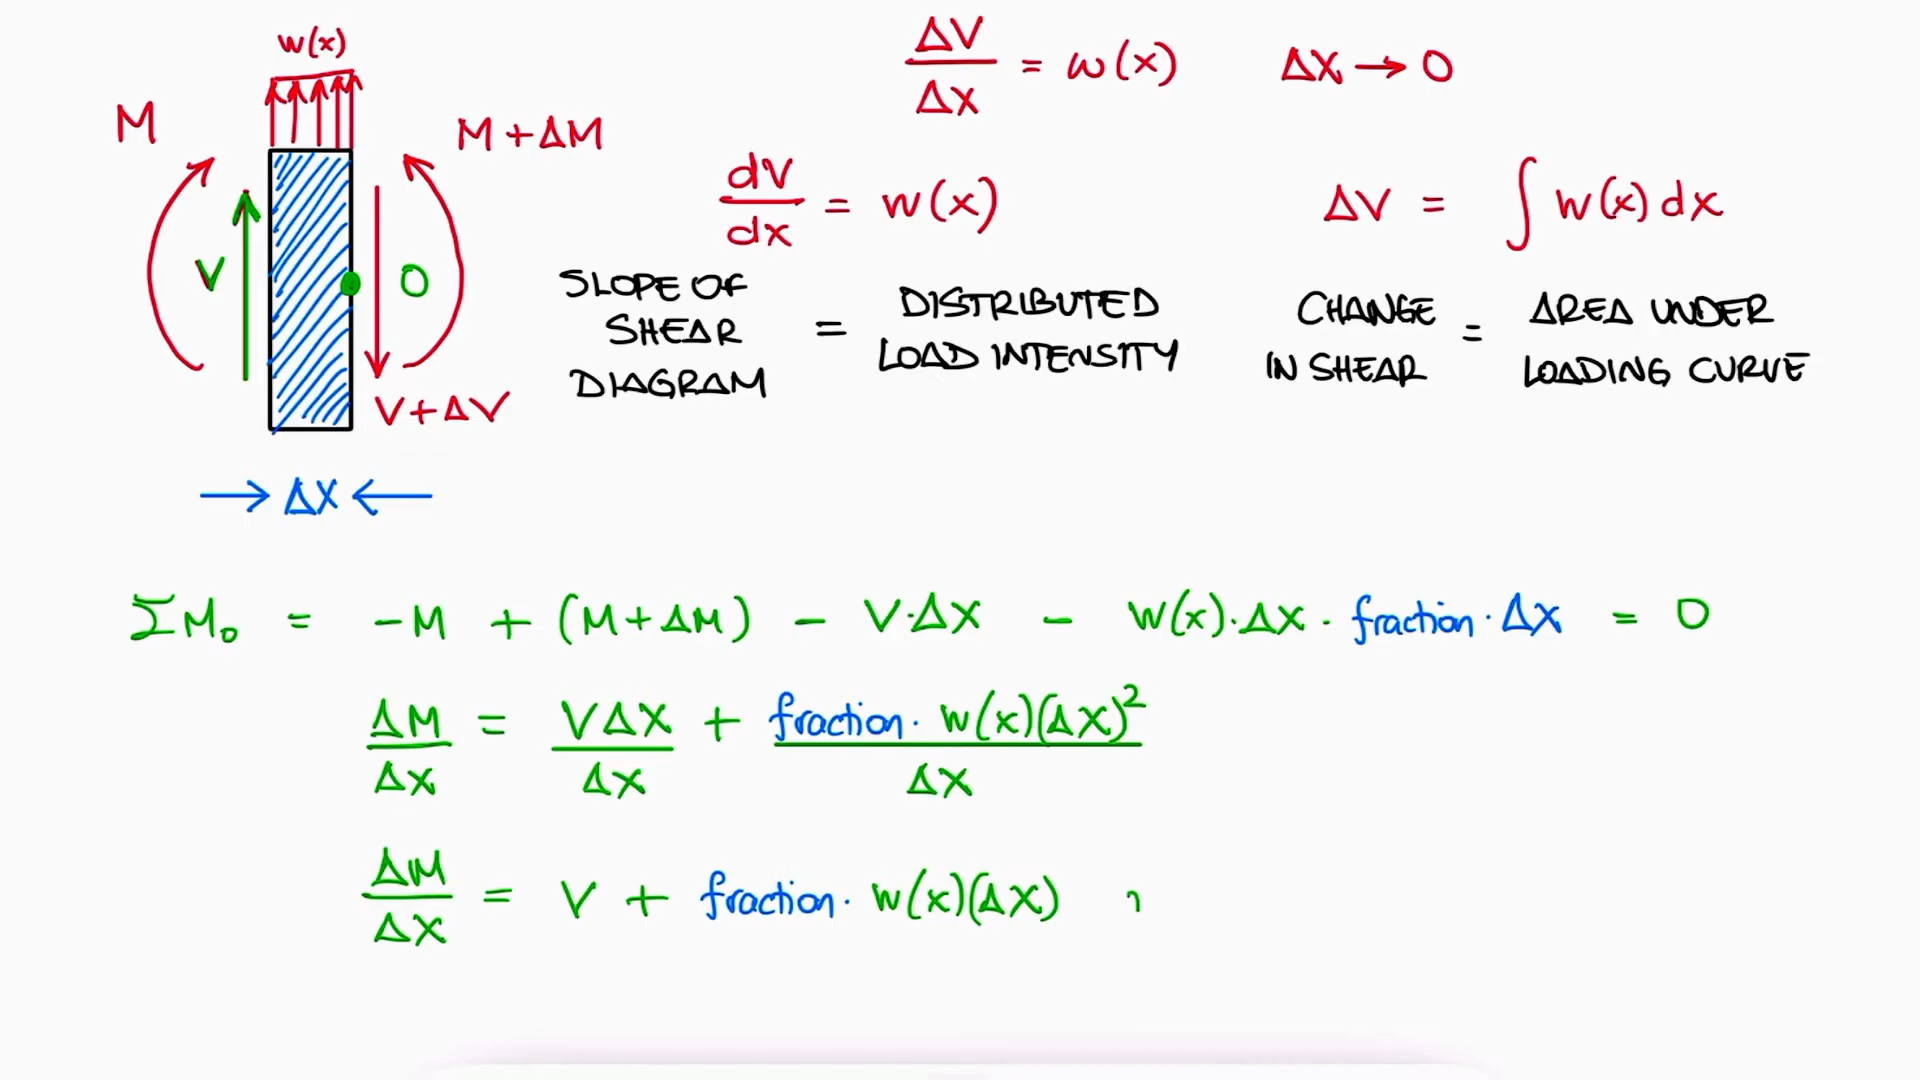 w(x)
M
M + ΔM
V
O
V + ΔV
→ ΔX ←
ΔV/ΔX = w(x) ΔX → 0
dV/dx = w(x) ΔV = ∫ w(x) dx
SLOPE OF SHEAR DIAGRAM = DISTRIBUTED LOAD INTENSITY
CHANGE IN SHEAR = AREA UNDER LOADING CURVE
ΣM₀ = -M + (M+ΔM) - V·ΔX - w(x)·ΔX · fraction · ΔX = 0
ΔM/ΔX = VΔX/ΔX + fraction · w(x)(ΔX)²/ΔX
ΔM/ΔX = V + fraction · w(x)(ΔX)